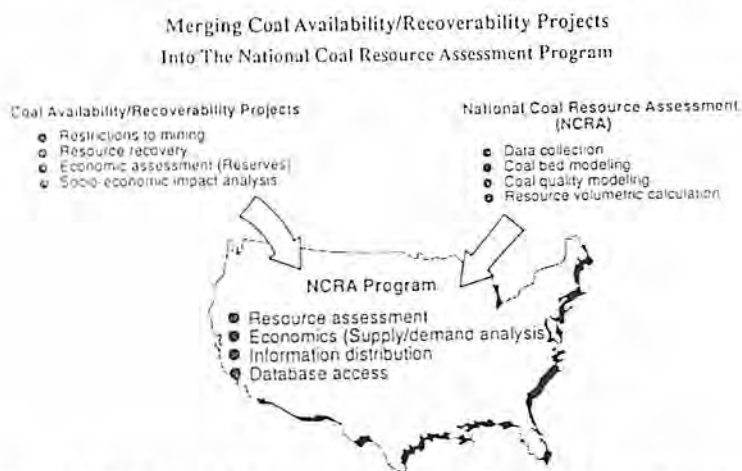 Merging Coal Availability/Recoverability Projects
Into The National Coal Resource Assessment Program
Coal Availability/Recoverability Projects
Restrictions to mining
Resource recovery
Economic assessment (Reserves)
Socio-economic impact analysis
National Coal Resource Assessment
(NCRA)
Data collection
Coal bed modeling
Coal quality modeling
Resource volumetric calculation
NCRA Program
Resource assessment
Economics (Supply/demand analysis)
Information distribution
Database access